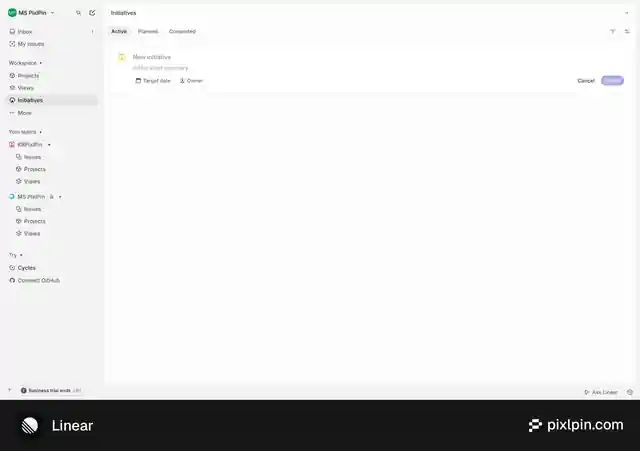 MS PixlPin
Inbox
My issues
Workspace
Projects
Views
Initiatives
More
Your teams
KBPixlPin
Issues
Projects
Views
MS PixlPin
Issues
Projects
Views
Try
Cycles
Connect GitHub
Business trial ends
Initiatives
Active
Planned
Completed
New initiative
Add a short summary
Target date
Owner
Cancel
Create
Ask Linear
Linear
pixlpin.com